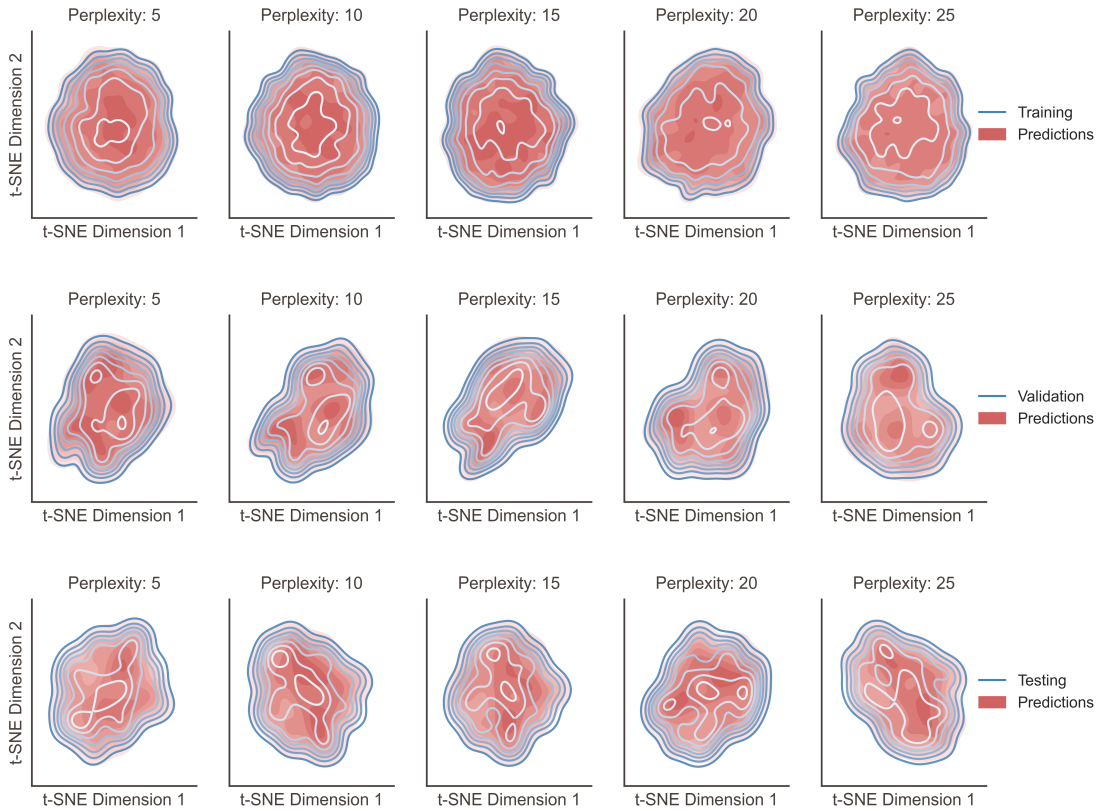 Perplexity: 5
Perplexity: 10
Perplexity: 15
Perplexity: 20
Perplexity: 25
t-SNE Dimension 2
t-SNE Dimension 1
t-SNE Dimension 1
t-SNE Dimension 1
t-SNE Dimension 1
t-SNE Dimension 1
Training
Predictions
Perplexity: 5
Perplexity: 10
Perplexity: 15
Perplexity: 20
Perplexity: 25
t-SNE Dimension 2
t-SNE Dimension 1
t-SNE Dimension 1
t-SNE Dimension 1
t-SNE Dimension 1
t-SNE Dimension 1
Validation
Predictions
Perplexity: 5
Perplexity: 10
Perplexity: 15
Perplexity: 20
Perplexity: 25
t-SNE Dimension 2
t-SNE Dimension 1
t-SNE Dimension 1
t-SNE Dimension 1
t-SNE Dimension 1
t-SNE Dimension 1
Testing
Predictions